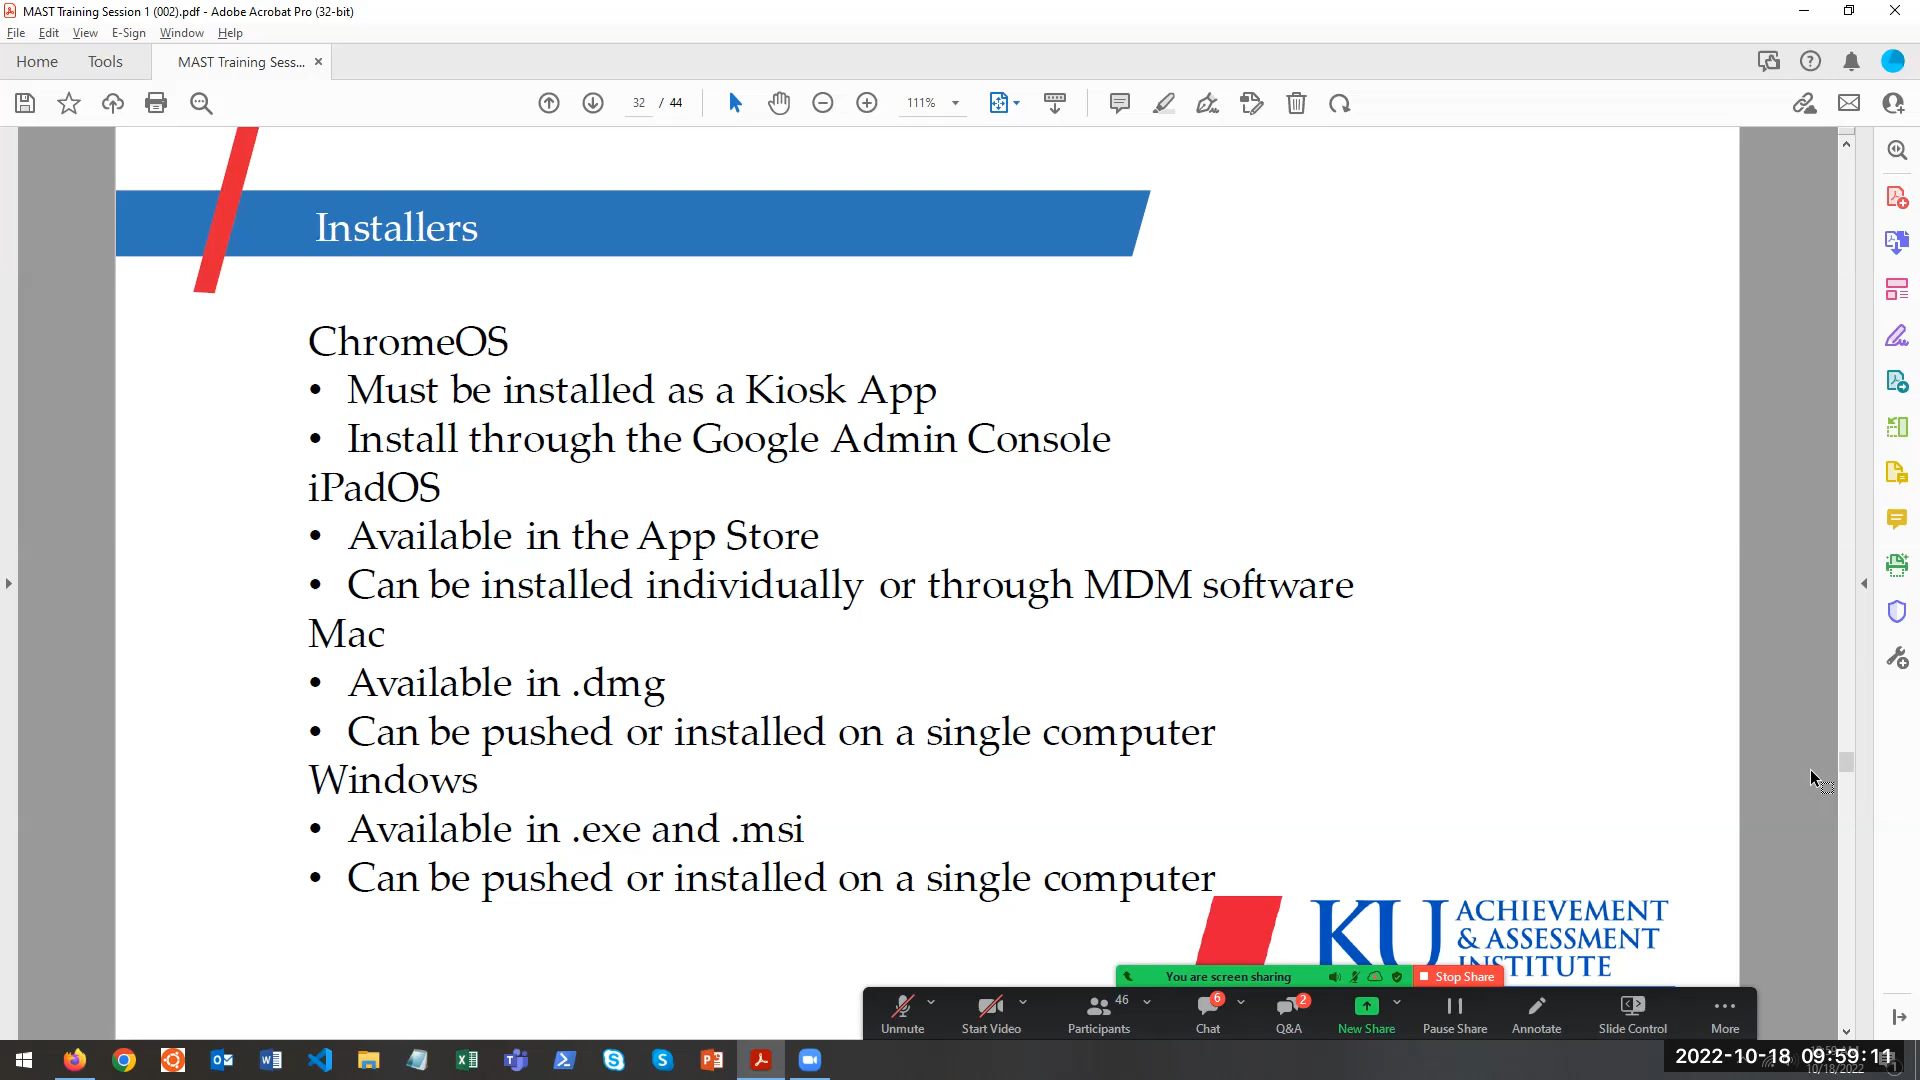 MAST Training Session 1 (002).pdf - Adobe Acrobat Pro (32-bit)
File Edit View E-Sign Window Help
Home Tools MAST Training Sess... ×
32 / 44 111%
Installers
ChromeOS
• Must be installed as a Kiosk App
• Install through the Google Admin Console
iPadOS
• Available in the App Store
• Can be installed individually or through MDM software
Mac
• Available in .dmg
• Can be pushed or installed on a single computer
Windows
• Available in .exe and .msi
• Can be pushed or installed on a single computer
KU ACHIEVEMENT
& ASSESSMENT
INSTITUTE
You are screen sharing Stop Share
46 6 2
Unmute Start Video Participants Chat Q&A New Share Pause Share Annotate Slide Control More
2022-10-18 09:59:11
10/18/2022